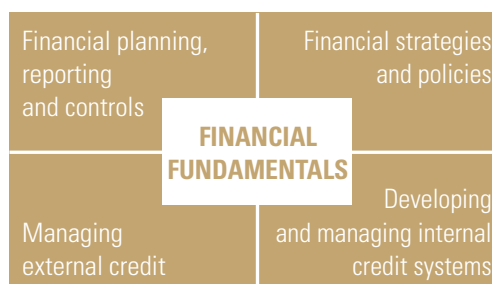 Financial planning,
reporting
and controls
Financial strategies
and policies
FINANCIAL
FUNDAMENTALS
Managing
external credit
Developing
and managing internal
credit systems